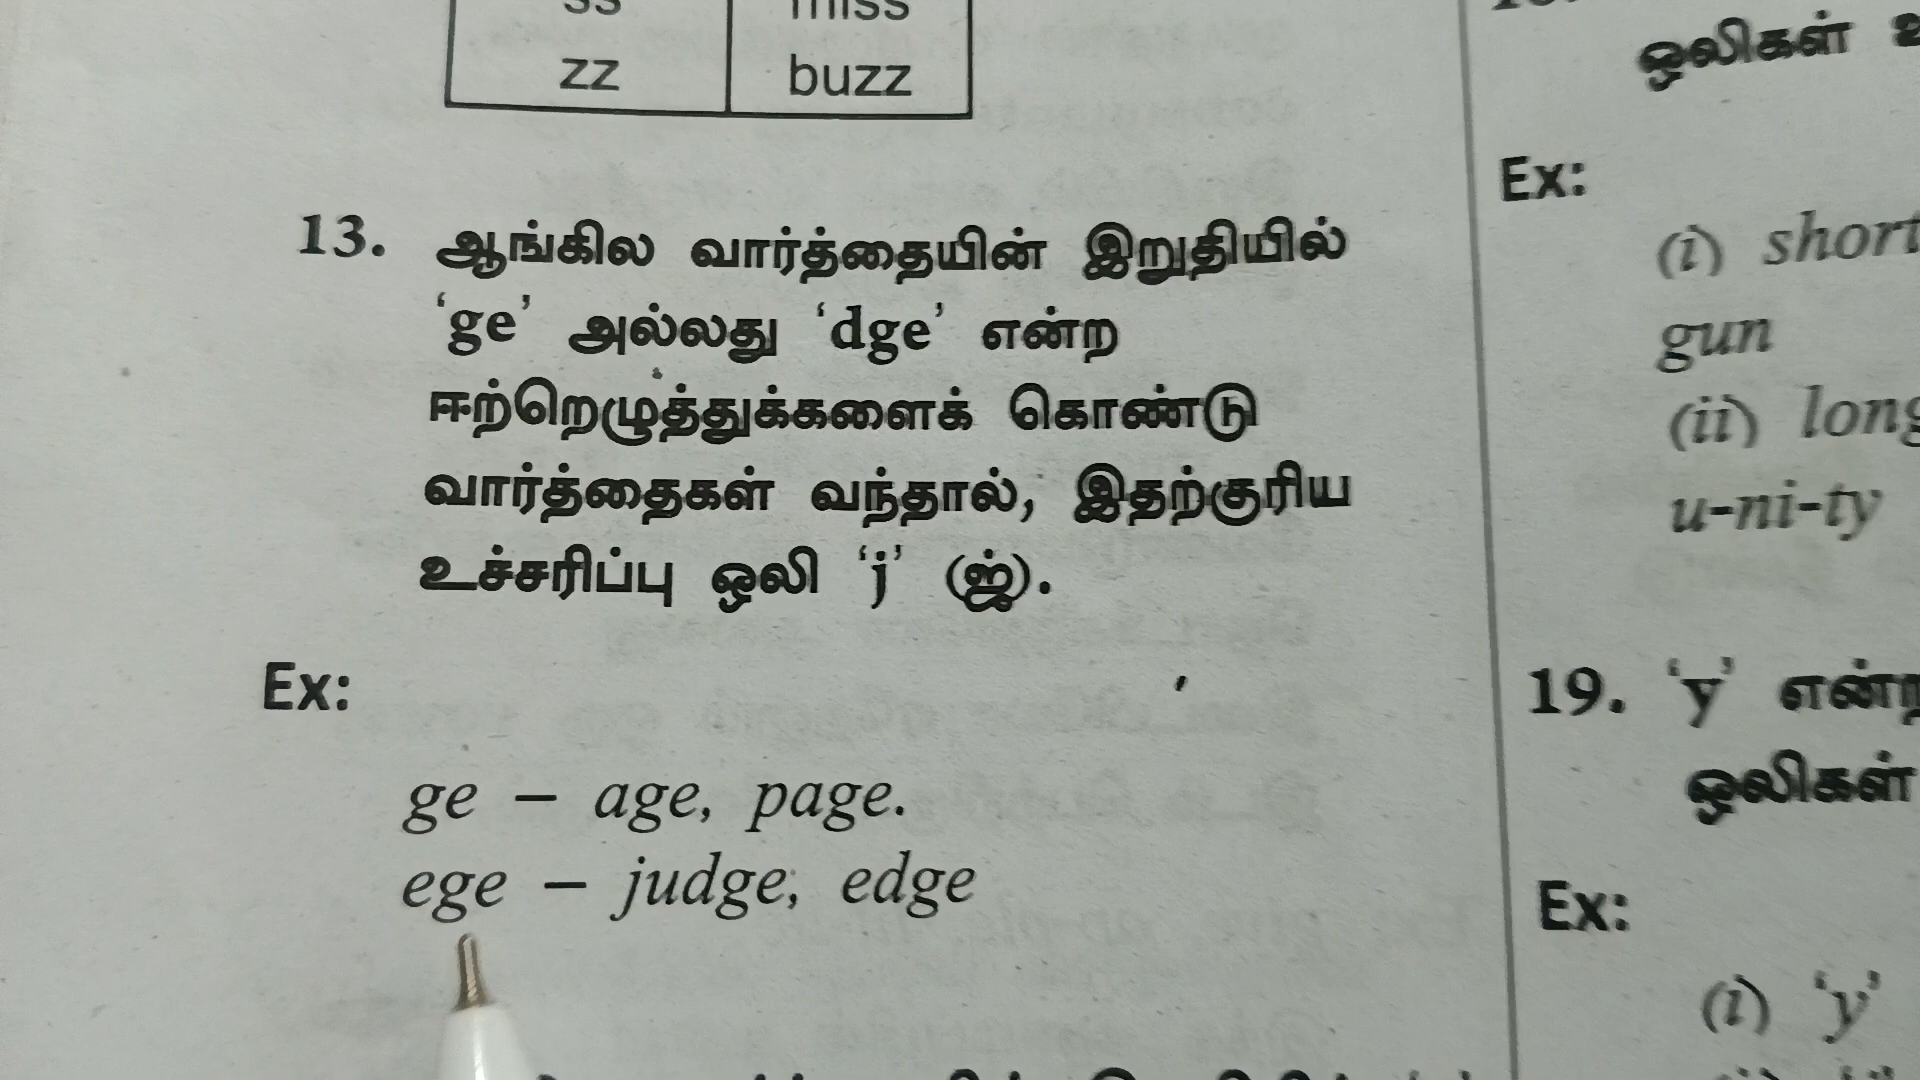 ss miss
zz buzz
13. ஆங்கில வார்த்தையின் இறுதியில்
‘ge’ அல்லது ‘dge’ என்ற
ஈற்றெழுத்துக்களைக் கொண்டு
வார்த்தைகள் வந்தால், இதற்குரிய
உச்சரிப்பு ஒலி ‘j’ (ஜ்).
Ex:
ge – age, page.
ege – judge, edge
ஒலிகள்
Ex:
(i) short
gun
(ii) long
u-ni-ty
19. ‘y’ என்ற
ஒலிகள்
Ex:
(i) ‘y’